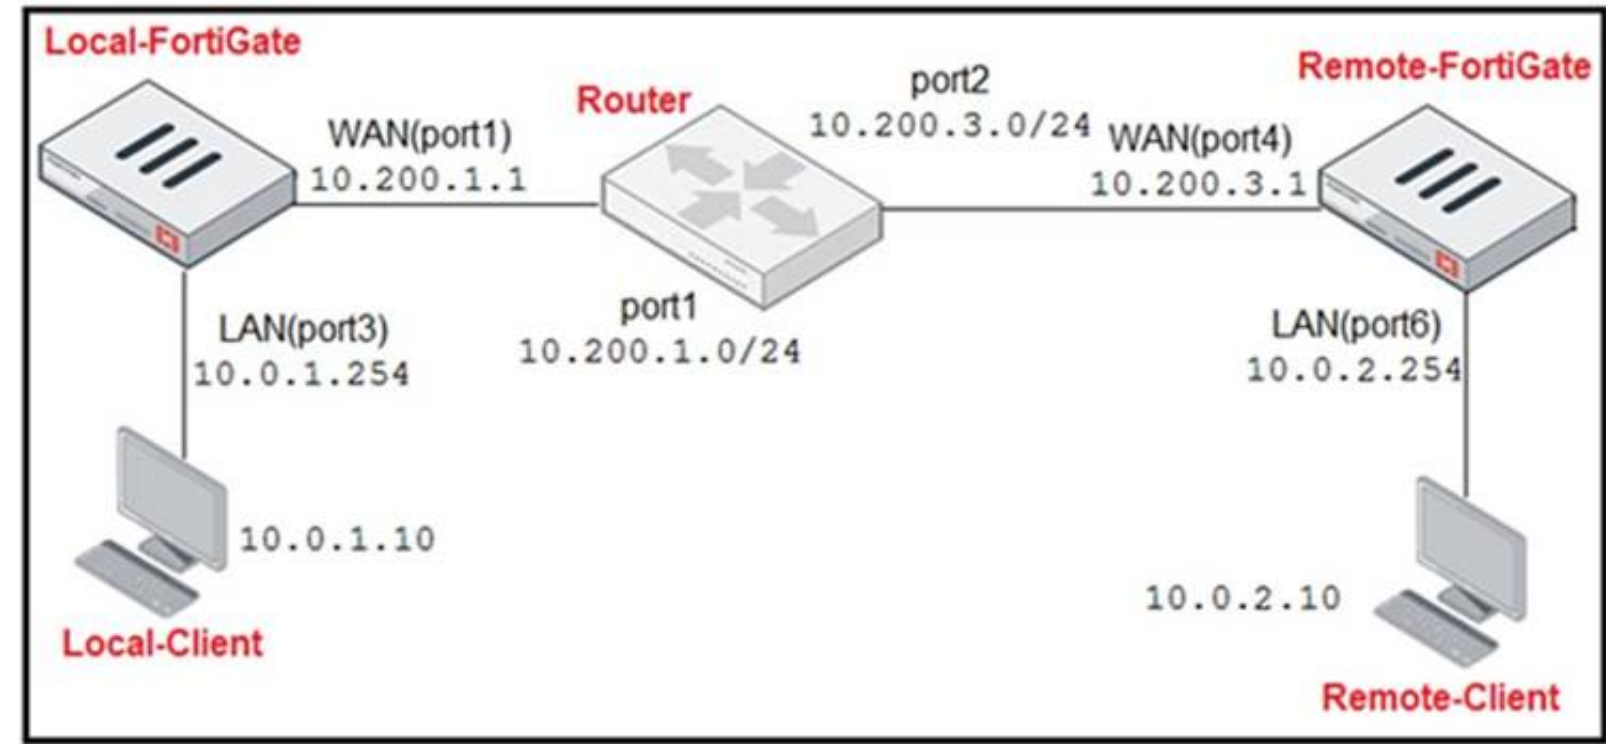 Local-FortiGate
WAN(port1)
10.200.1.1
LAN(port3)
10.0.1.254
10.0.1.10
Local-Client
Router
port2
10.200.3.0/24
port1
10.200.1.0/24
Remote-FortiGate
WAN(port4)
10.200.3.1
LAN(port6)
10.0.2.254
10.0.2.10
Remote-Client